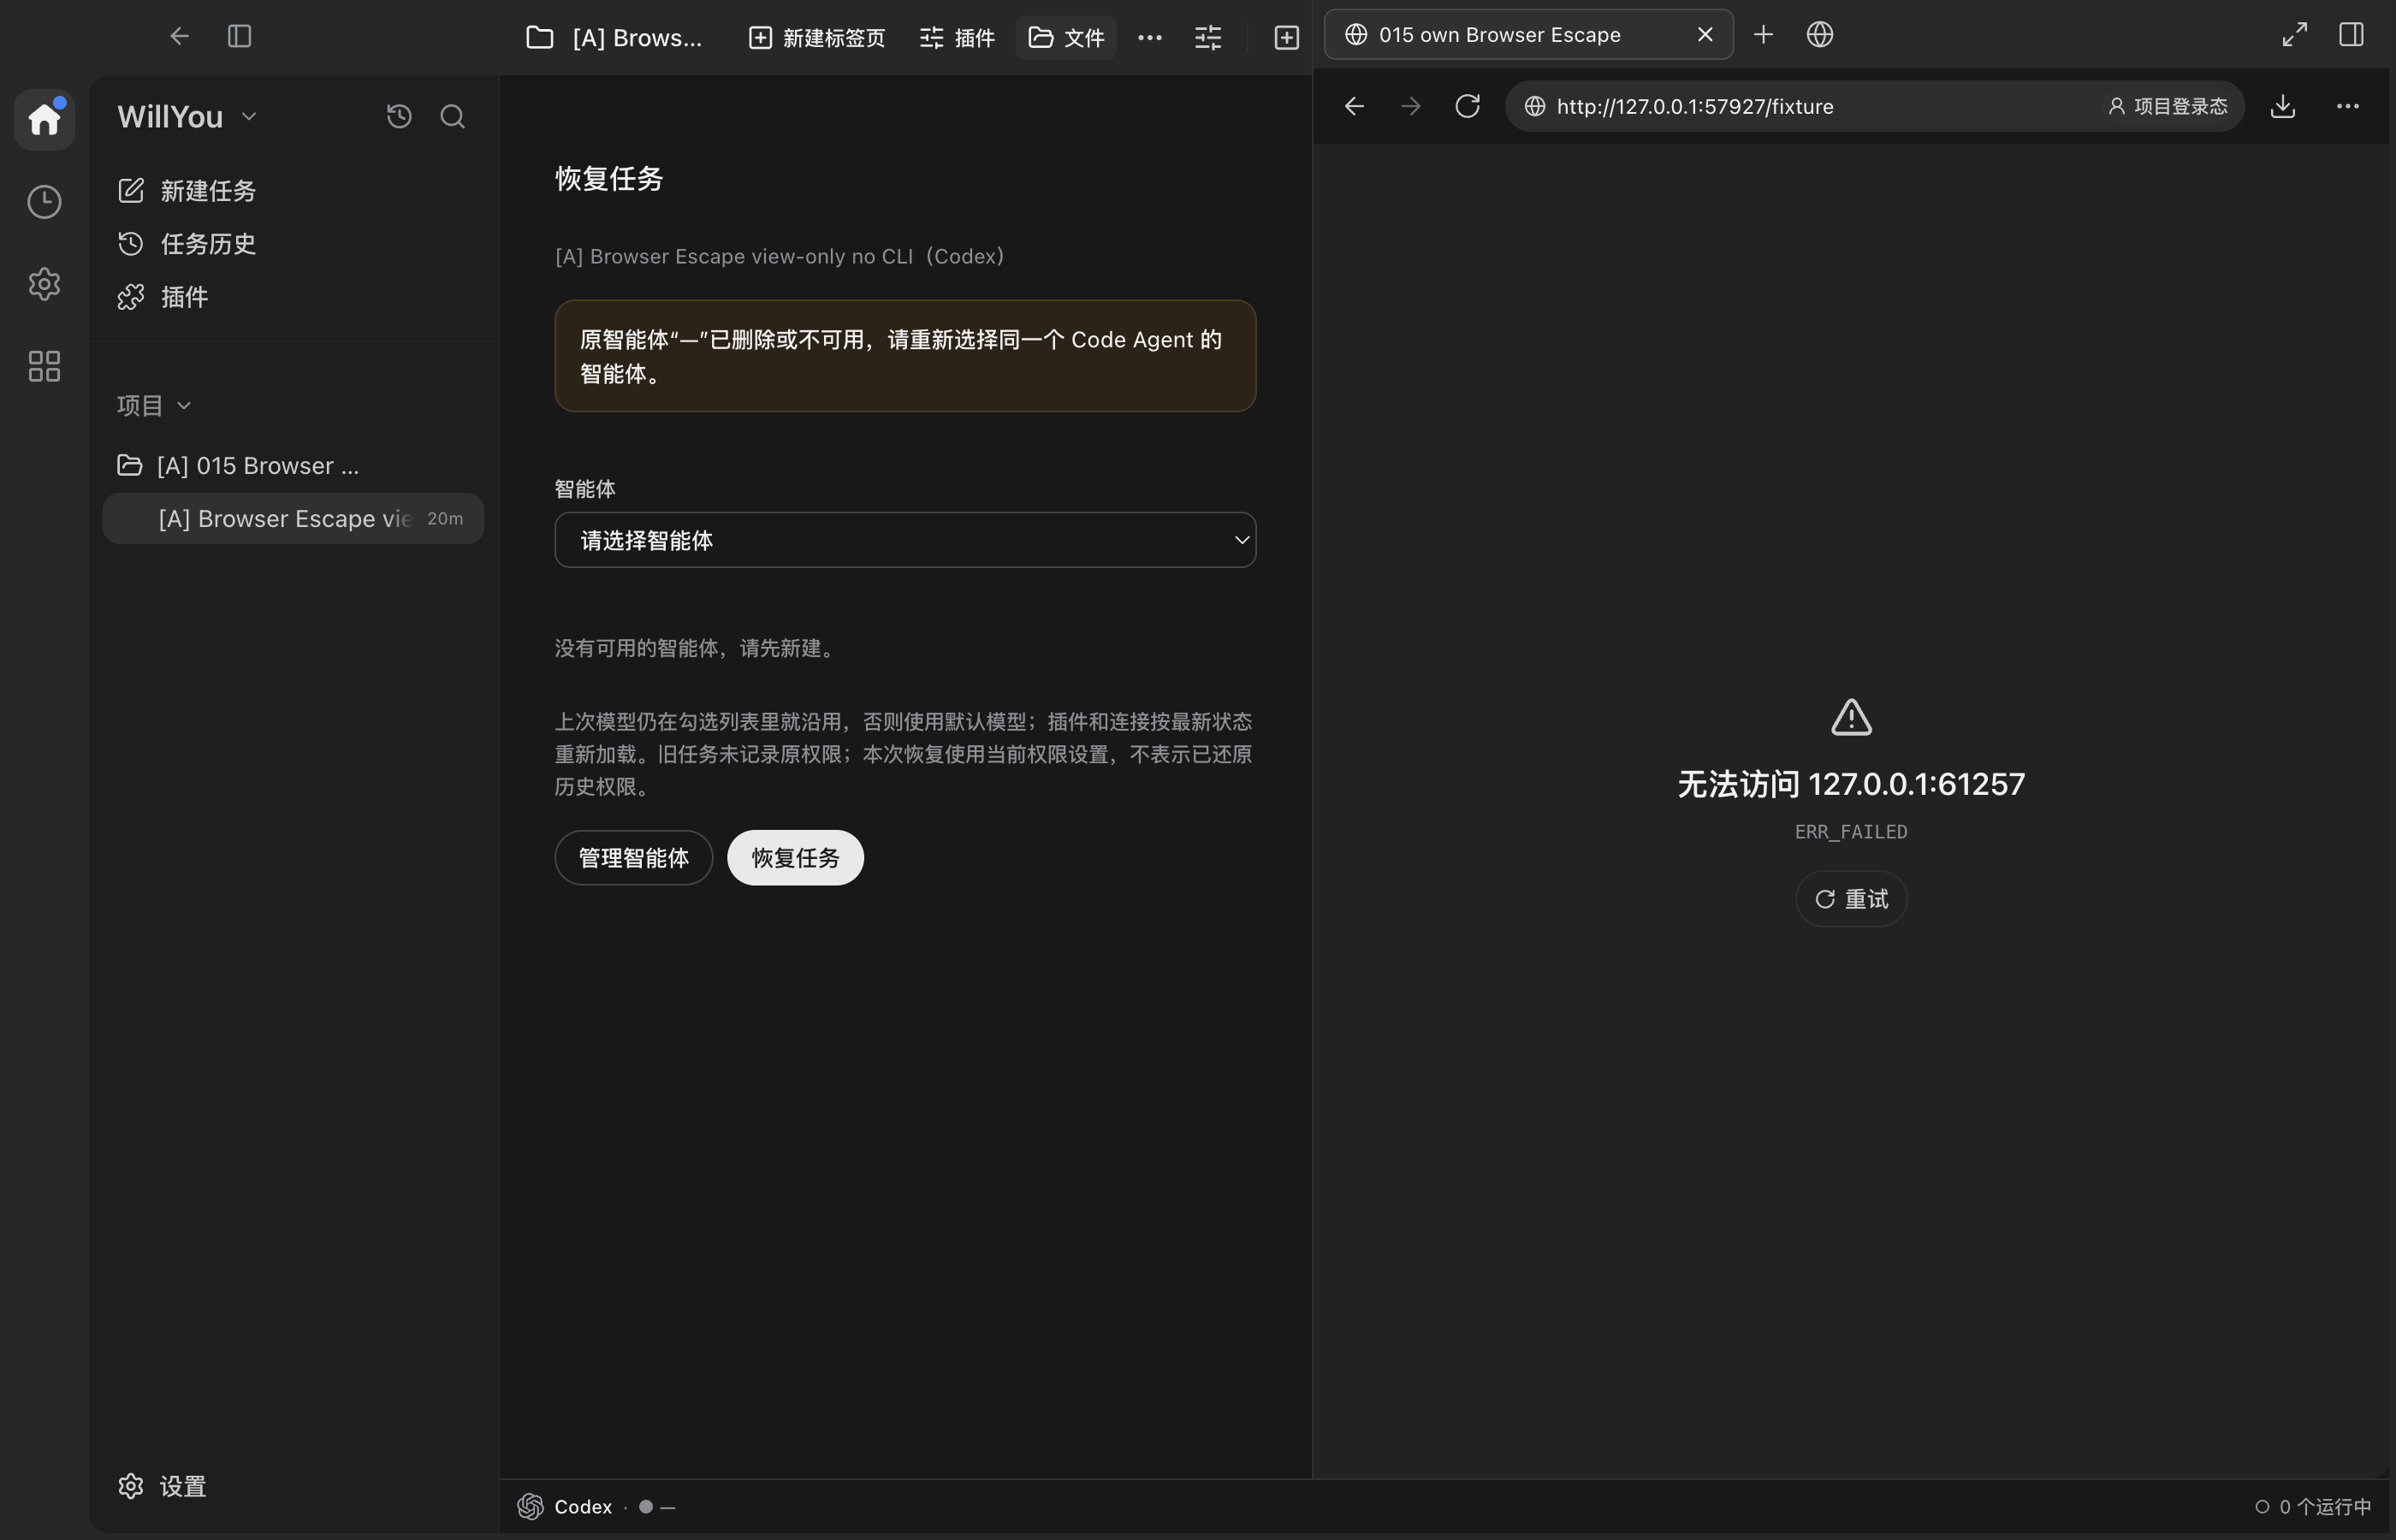 [A] Brows...
新建标签页
插件
文件
015 own Browser Escape
WillYou
http://127.0.0.1:57927/fixture
项目登录态
新建任务
任务历史
插件
项目
[A] 015 Browser ...
[A] Browser Escape vie
20m
恢复任务
[A] Browser Escape view-only no CLI（Codex）
原智能体“—”已删除或不可用，请重新选择同一个 Code Agent 的
智能体。
智能体
请选择智能体
没有可用的智能体，请先新建。
上次模型仍在勾选列表里就沿用，否则使用默认模型；插件和连接按最新状态
重新加载。旧任务未记录原权限；本次恢复使用当前权限设置，不表示已还原
历史权限。
管理智能体
恢复任务
无法访问 127.0.0.1:61257
ERR_FAILED
重试
设置
Codex · —
0 个运行中